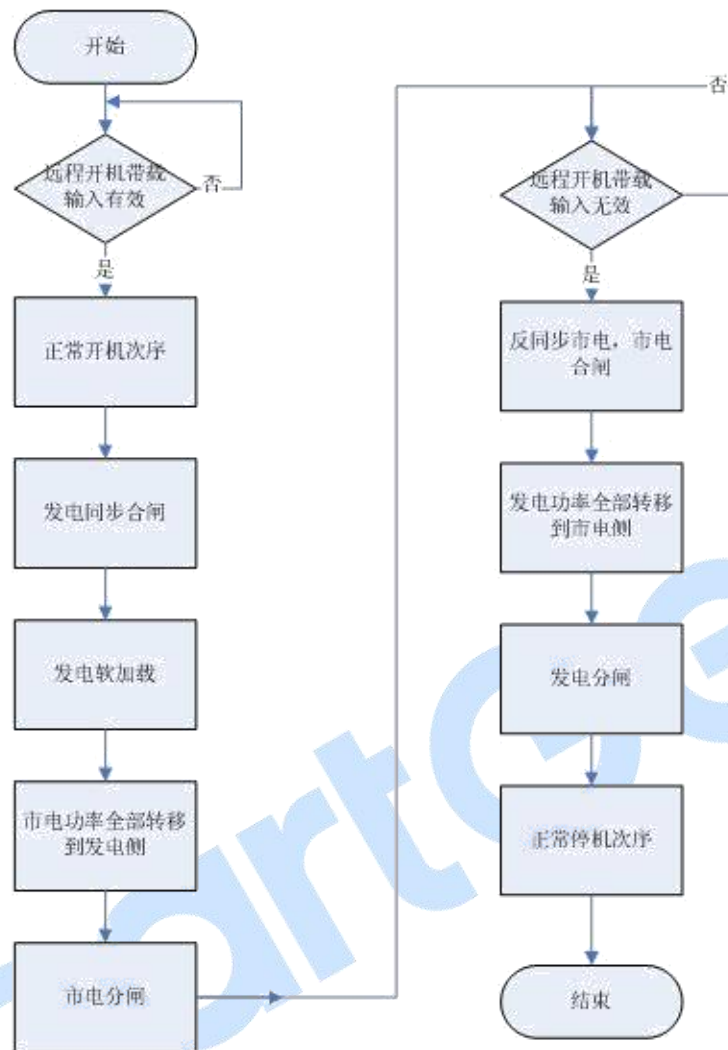 开始
远程开机带载
输入有效
否
是
正常开机次序
发电同步合闸
发电软加载
市电功率全部转移
到发电侧
市电分闸
否
远程开机带载
输入无效
是
反同步市电，市电
合闸
发电功率全部转移
到市电侧
发电分闸
正常停机次序
结束